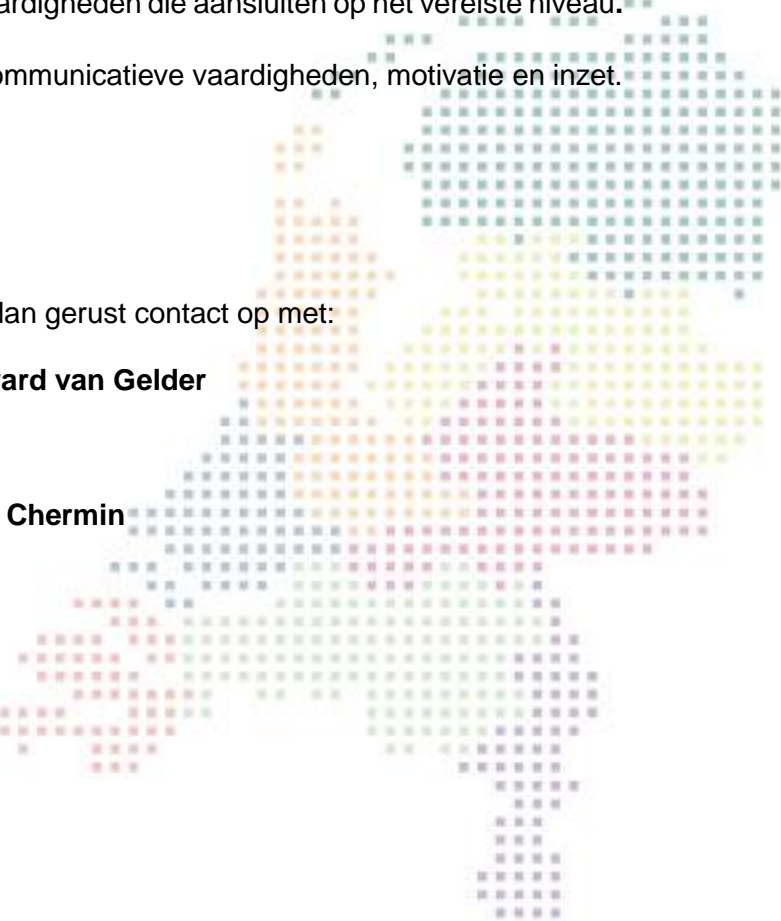 ardigheden die aansluiten op het vereiste niveau.
ommunicatieve vaardigheden, motivatie en inzet.
dan gerust contact op met:
ard van Gelder
Chermin